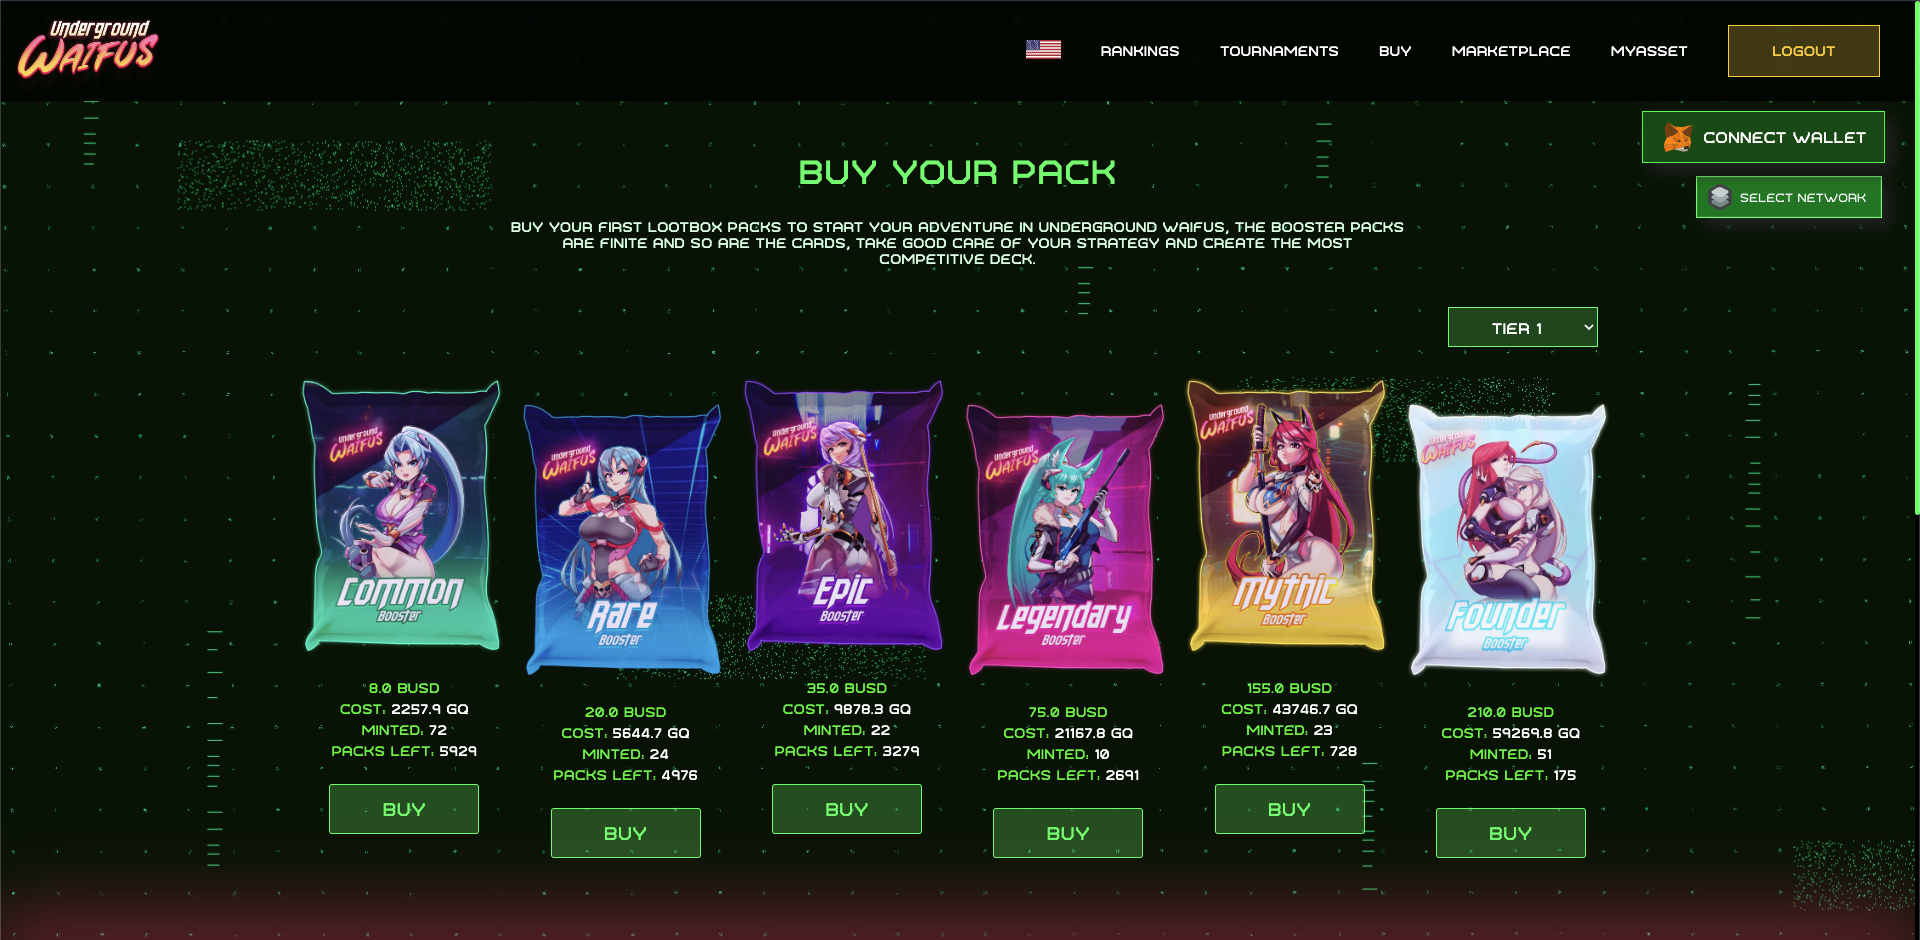 Underground
WAIFUS
RANKINGS
TOURNAMENTS
BUY
MARKETPLACE
MYASSET
LOGOUT
CONNECT WALLET
SELECT NETWORK
BUY YOUR PACK
BUY YOUR FIRST LOOTBOX PACKS TO START YOUR ADVENTURE IN UNDERGROUND WAIFUS, THE BOOSTER PACKS
ARE FINITE AND SO ARE THE CARDS, TAKE GOOD CARE OF YOUR STRATEGY AND CREATE THE MOST
COMPETITIVE DECK.
TIER 1
Underground
WAIFUS
Common
Booster
8.0 BUSD
COST: 2257.9 GQ
MINTED: 72
PACKS LEFT: 5929
BUY
Underground
WAIFUS
Rare
Booster
20.0 BUSD
COST: 5644.7 GQ
MINTED: 24
PACKS LEFT: 4976
BUY
Underground
WAIFUS
Epic
Booster
35.0 BUSD
COST: 9878.3 GQ
MINTED: 22
PACKS LEFT: 3279
BUY
Underground
WAIFUS
Legendary
Booster
75.0 BUSD
COST: 21167.8 GQ
MINTED: 10
PACKS LEFT: 2691
BUY
Underground
WAIFUS
Mythic
Booster
155.0 BUSD
COST: 43746.7 GQ
MINTED: 23
PACKS LEFT: 728
BUY
Underground
WAIFUS
Founder
Booster
210.0 BUSD
COST: 59269.8 GQ
MINTED: 51
PACKS LEFT: 175
BUY